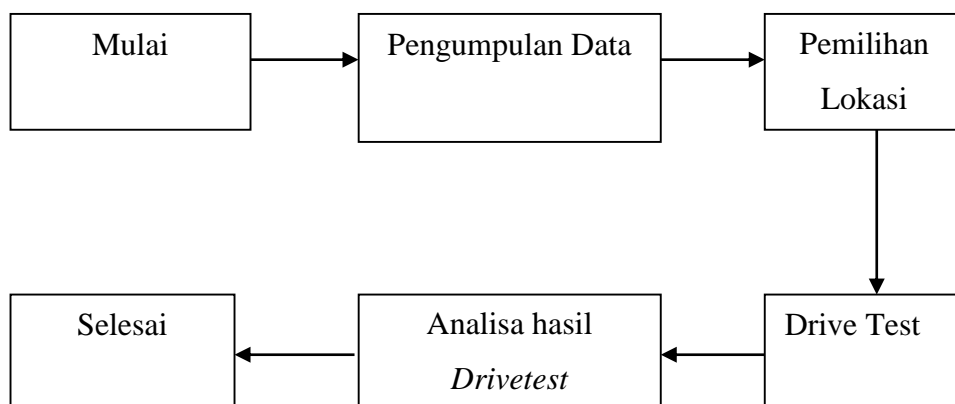 Mulai
Pengumpulan Data
Pemilihan
Lokasi
Drive Test
Analisa hasil
Drivetest
Selesai